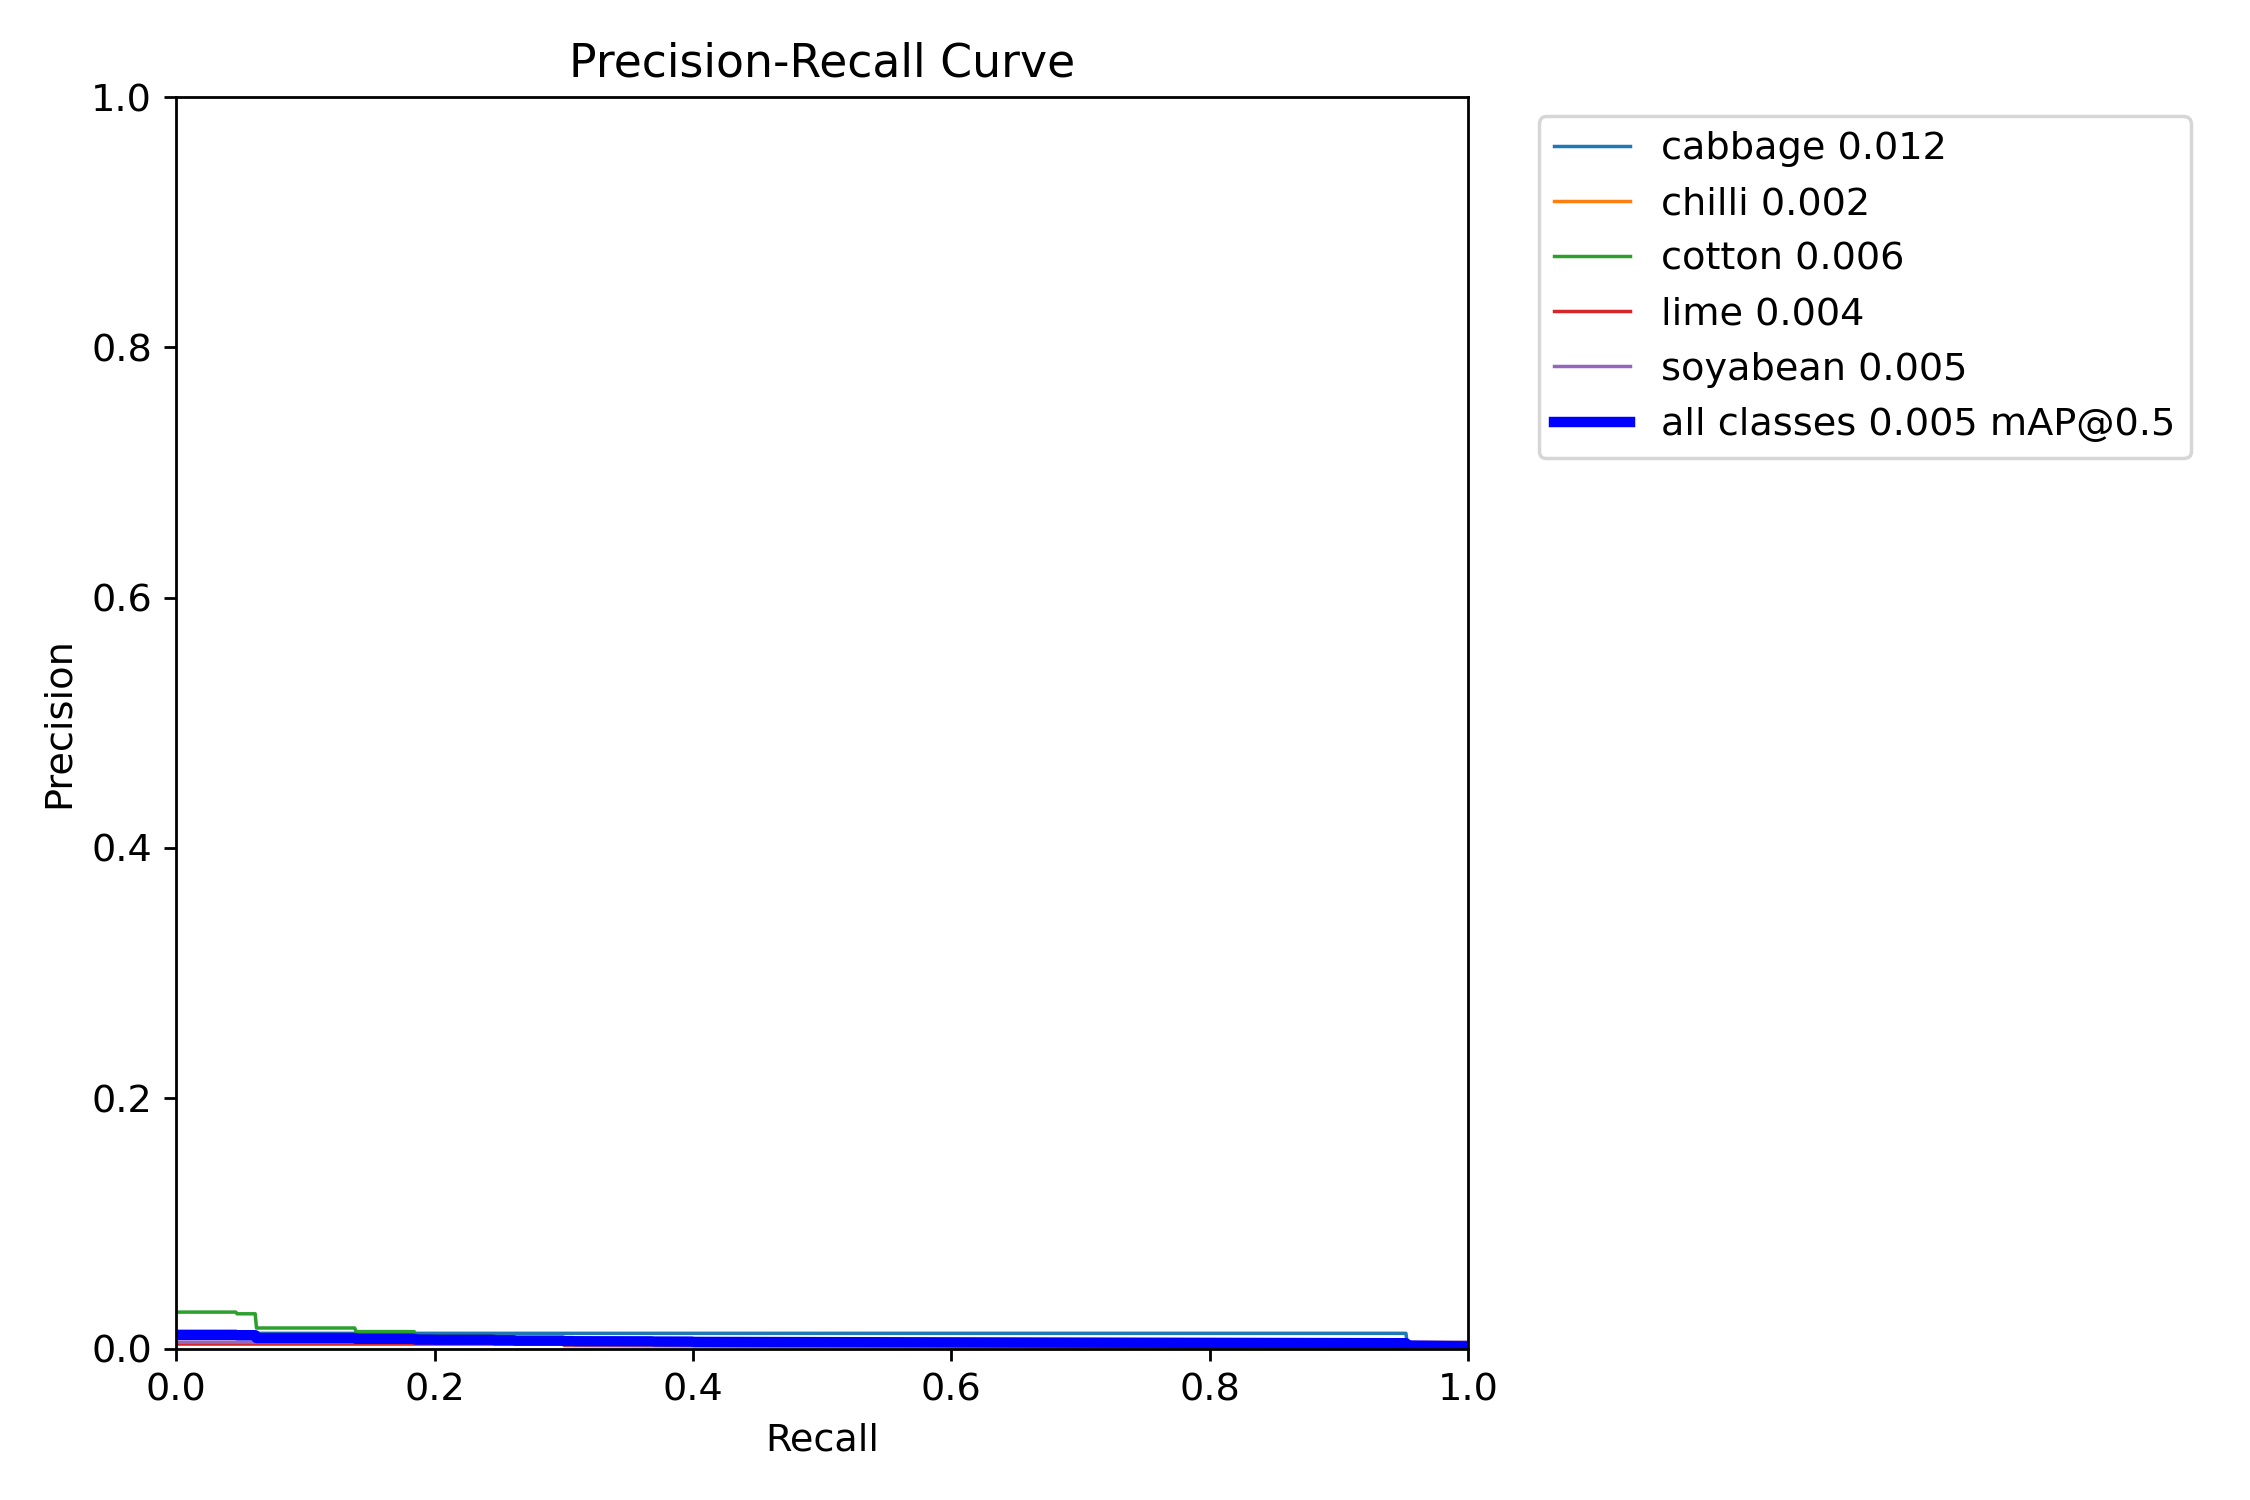 Precision-Recall Curve
1.0
0.8
0.6
0.4
0.2
0.0
Precision
0.0 0.2 0.4 0.6 0.8 1.0
Recall
cabbage 0.012
chilli 0.002
cotton 0.006
lime 0.004
soyabean 0.005
all classes 0.005 mAP@0.5